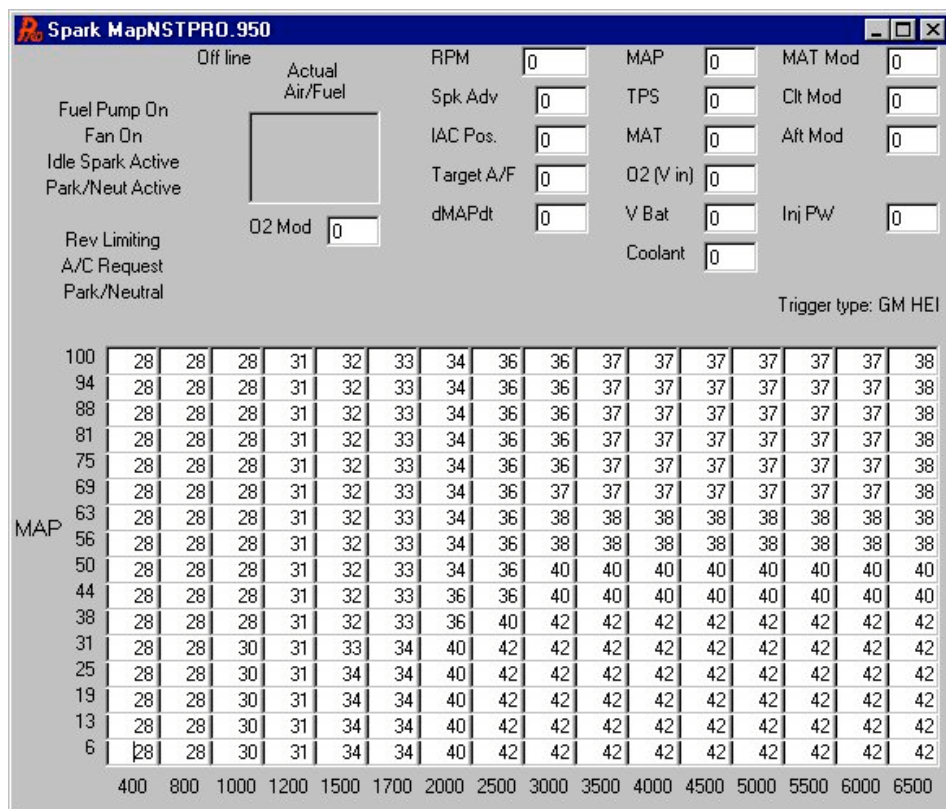 Pro Spark MapNSTPRO.950
Off line Actual Air/Fuel RPM 0 MAP 0 MAT Mod 0
Fuel Pump On Spk Adv 0 TPS 0 Clt Mod 0
Fan On IAC Pos. 0 MAT 0 Aft Mod 0
Idle Spark Active Target A/F 0 O2 (V in) 0
Park/Neut Active dMAPdt 0 V Bat 0 Inj PW 0
O2 Mod 0
Rev Limiting Coolant 0
A/C Request
Park/Neutral
Trigger type: GM HEI
100 28 28 28 31 32 33 34 36 36 37 37 37 37 37 37 38
94 28 28 28 31 32 33 34 36 36 37 37 37 37 37 37 38
88 28 28 28 31 32 33 34 36 36 37 37 37 37 37 37 38
81 28 28 28 31 32 33 34 36 36 37 37 37 37 37 37 38
75 28 28 28 31 32 33 34 36 36 37 37 37 37 37 37 38
69 28 28 28 31 32 33 34 36 37 37 37 37 37 37 37 38
MAP 63 28 28 28 31 32 33 34 36 38 38 38 38 38 38 38 38
56 28 28 28 31 32 33 34 36 38 38 38 38 38 38 38 38
50 28 28 28 31 32 33 34 36 40 40 40 40 40 40 40 40
44 28 28 28 31 32 33 36 36 40 40 40 40 40 40 40 40
38 28 28 28 31 32 33 36 40 42 42 42 42 42 42 42 42
31 28 28 30 31 33 34 40 42 42 42 42 42 42 42 42 42
25 28 28 30 31 34 34 40 42 42 42 42 42 42 42 42 42
19 28 28 30 31 34 34 40 42 42 42 42 42 42 42 42 42
13 28 28 30 31 34 34 40 42 42 42 42 42 42 42 42 42
6 28 28 30 31 34 34 40 42 42 42 42 42 42 42 42 42
400 800 1000 1200 1500 1700 2000 2500 3000 3500 4000 4500 5000 5500 6000 6500